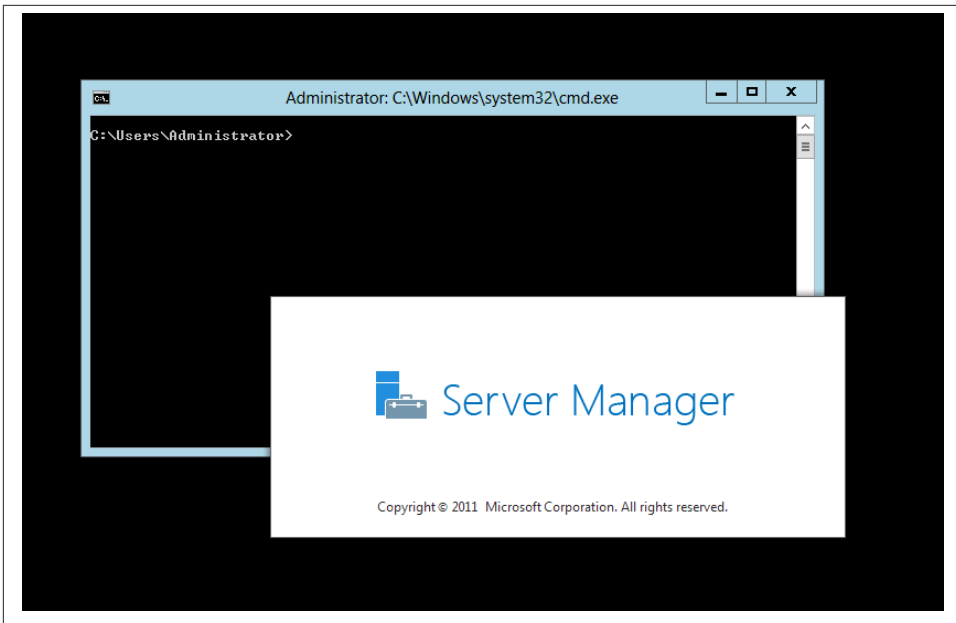 Administrator: C:\Windows\system32\cmd.exe
C:\Users\Administrator>
Server Manager
Copyright © 2011 Microsoft Corporation. All rights reserved.